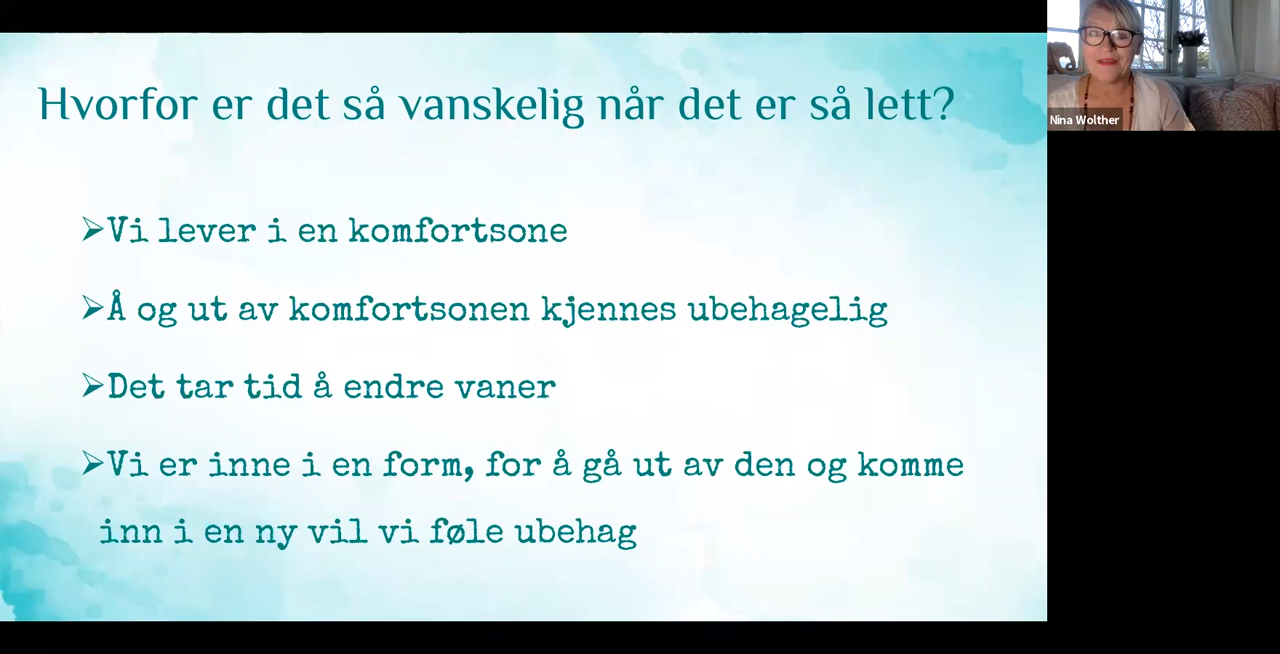 Hvorfor er det så vanskelig når det er så lett?
➢Vi lever i en komfortsone
➢Å og ut av komfortsonen kjennes ubehagelig
➢Det tar tid å endre vaner
➢Vi er inne i en form, for å gå ut av den og komme
inn i en ny vil vi føle ubehag
Nina Wolther